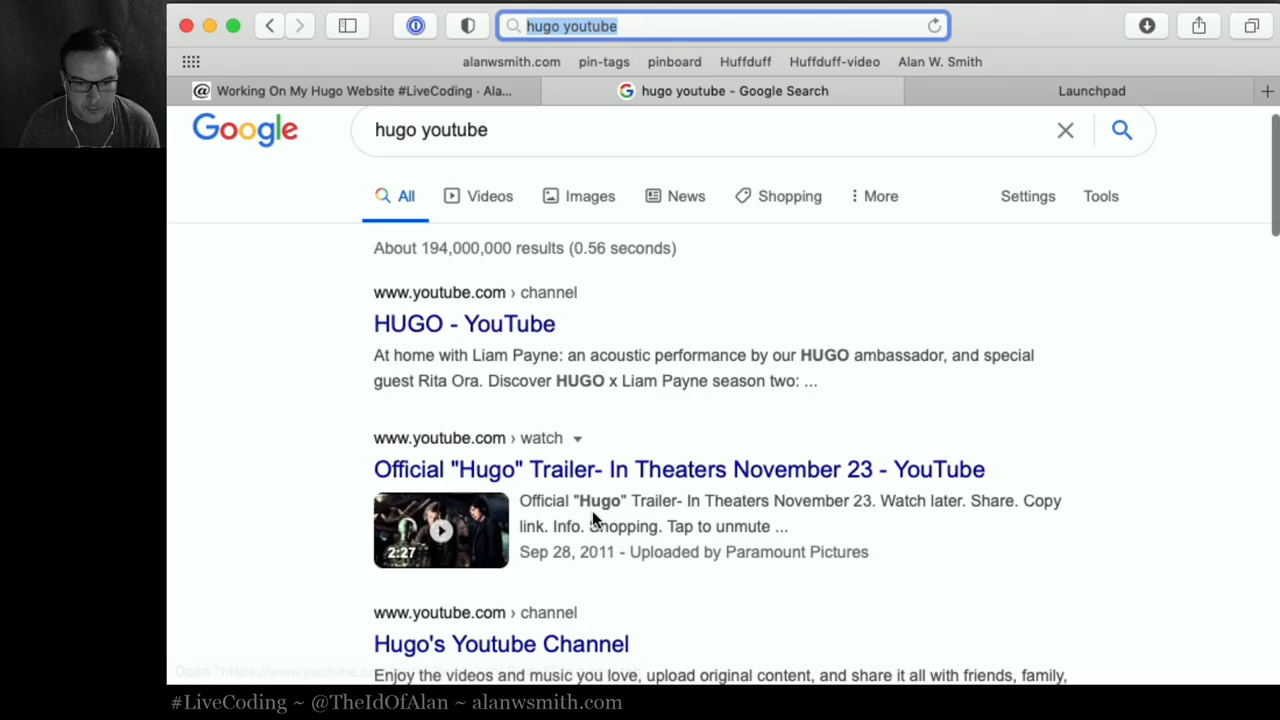 hugo youtube
alanwsmith.com pin-tags pinboard Huffduff Huffduff-video Alan W. Smith
@ Working On My Hugo Website #LiveCoding · Ala... hugo youtube - Google Search Launchpad
Google hugo youtube
All Videos Images News Shopping More Settings Tools
About 194,000,000 results (0.56 seconds)
www.youtube.com › channel
HUGO - YouTube
At home with Liam Payne: an acoustic performance by our HUGO ambassador, and special
guest Rita Ora. Discover HUGO x Liam Payne season two: ...
www.youtube.com › watch
Official "Hugo" Trailer- In Theaters November 23 - YouTube
Official "Hugo" Trailer- In Theaters November 23. Watch later. Share. Copy
link. Info. Shopping. Tap to unmute ...
2:27
Sep 28, 2011 - Uploaded by Paramount Pictures
www.youtube.com › channel
Hugo's Youtube Channel
Enjoy the videos and music you love, upload original content, and share it all with friends, family,
#LiveCoding ~ @TheIdOfAlan ~ alanwsmith.com